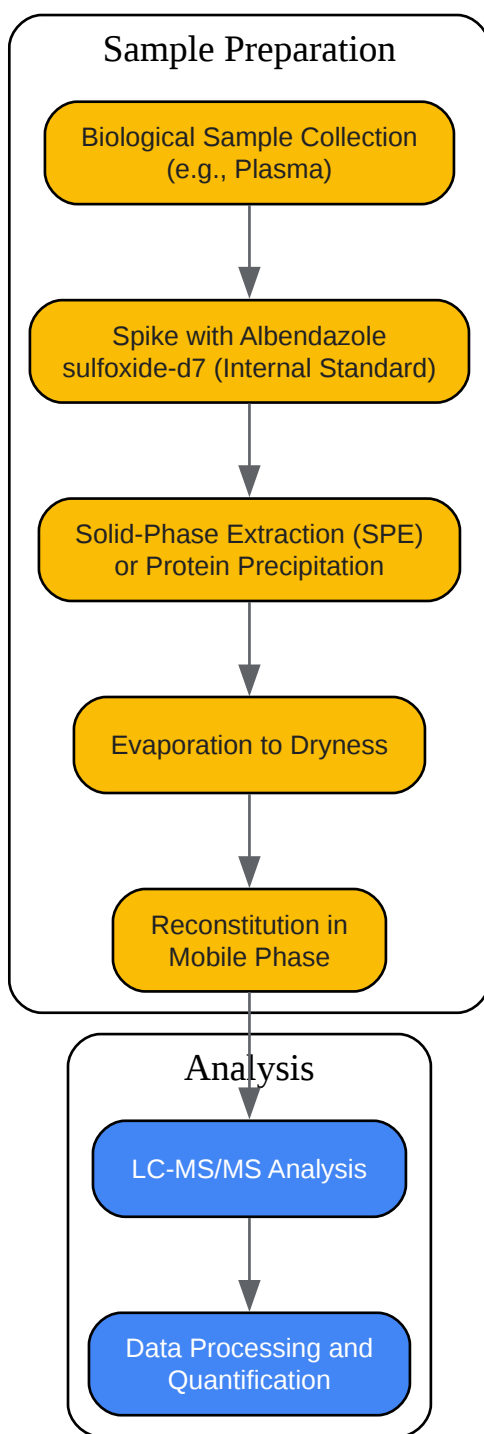 Sample Preparation
Biological Sample Collection
(e.g., Plasma)
Spike with Albendazole
sulfoxide-d7 (Internal Standard)
Solid-Phase Extraction (SPE)
or Protein Precipitation
Evaporation to Dryness
Reconstitution in
Mobile Phase
Analysis
LC-MS/MS Analysis
Data Processing and
Quantification